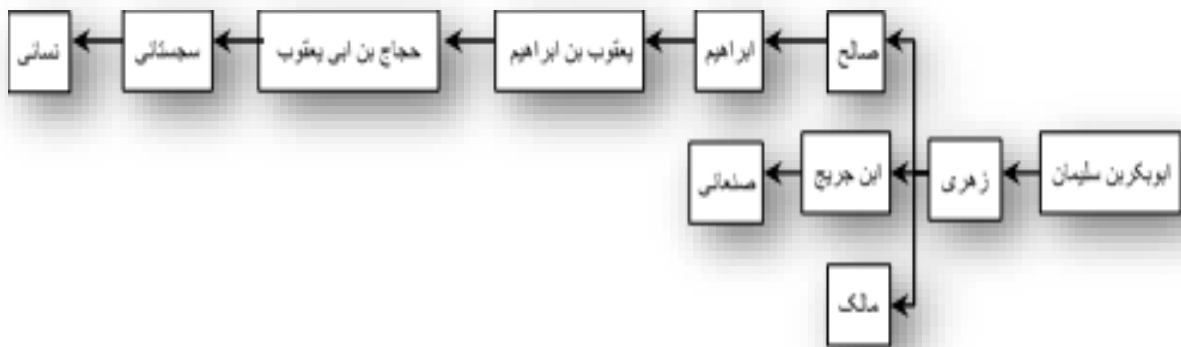 صالح
ابراهیم
یعقوب بن ابراهیم
حجاج بن ابی یعقوب
سجستانی
نسائی
ابوبکربن سلیمان
زهری
ابن جریج
صنعانی
مالک